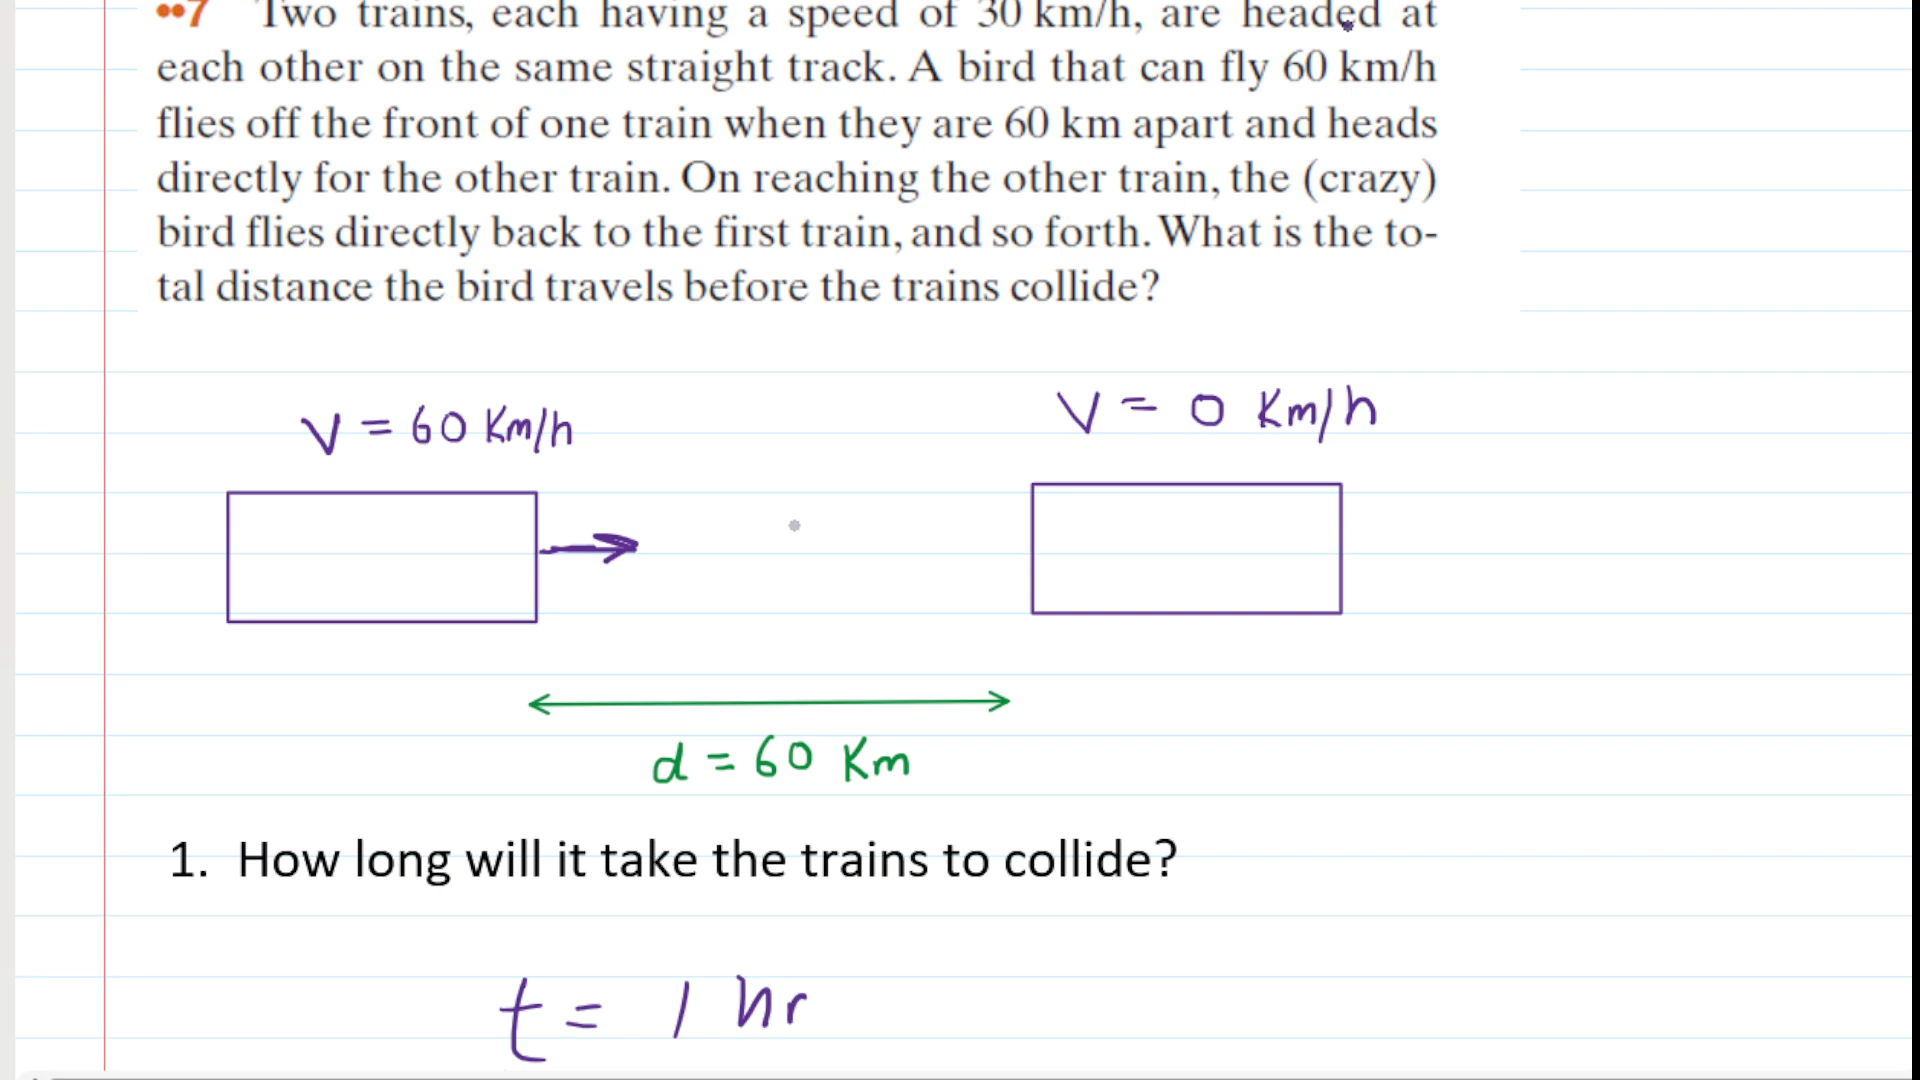 ••7 Two trains, each having a speed of 30 km/h, are headed at
each other on the same straight track. A bird that can fly 60 km/h
flies off the front of one train when they are 60 km apart and heads
directly for the other train. On reaching the other train, the (crazy)
bird flies directly back to the first train, and so forth. What is the to-
tal distance the bird travels before the trains collide?
V = 60 Km/h
V = 0 Km/h
d = 60 Km
1. How long will it take the trains to collide?
t = 1 hr